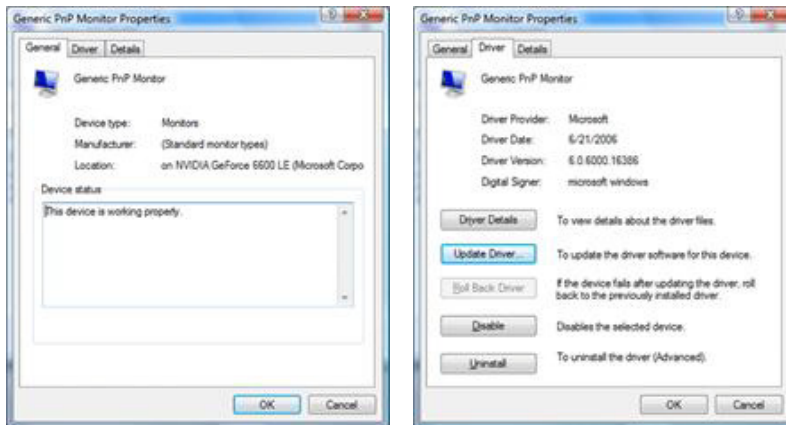 Generic PnP Monitor Properties
General Driver Details
Generic PnP Monitor
Device type: Monitors
Manufacturer: (Standard monitor types)
Location: on NVIDIA GeForce 6600 LE (Microsoft Corpo
Device status
This device is working properly.
OK Cancel
Generic PnP Monitor Properties
General Driver Details
Generic PnP Monitor
Driver Provider: Microsoft
Driver Date: 6/21/2006
Driver Version: 6.0.6000.16386
Digital Signer: microsoft windows
Driver Details To view details about the driver files.
Update Driver... To update the driver software for this device.
Roll Back Driver If the device fails after updating the driver, roll
back to the previously installed driver.
Disable Disables the selected device.
Uninstall To uninstall the driver (Advanced).
OK Cancel